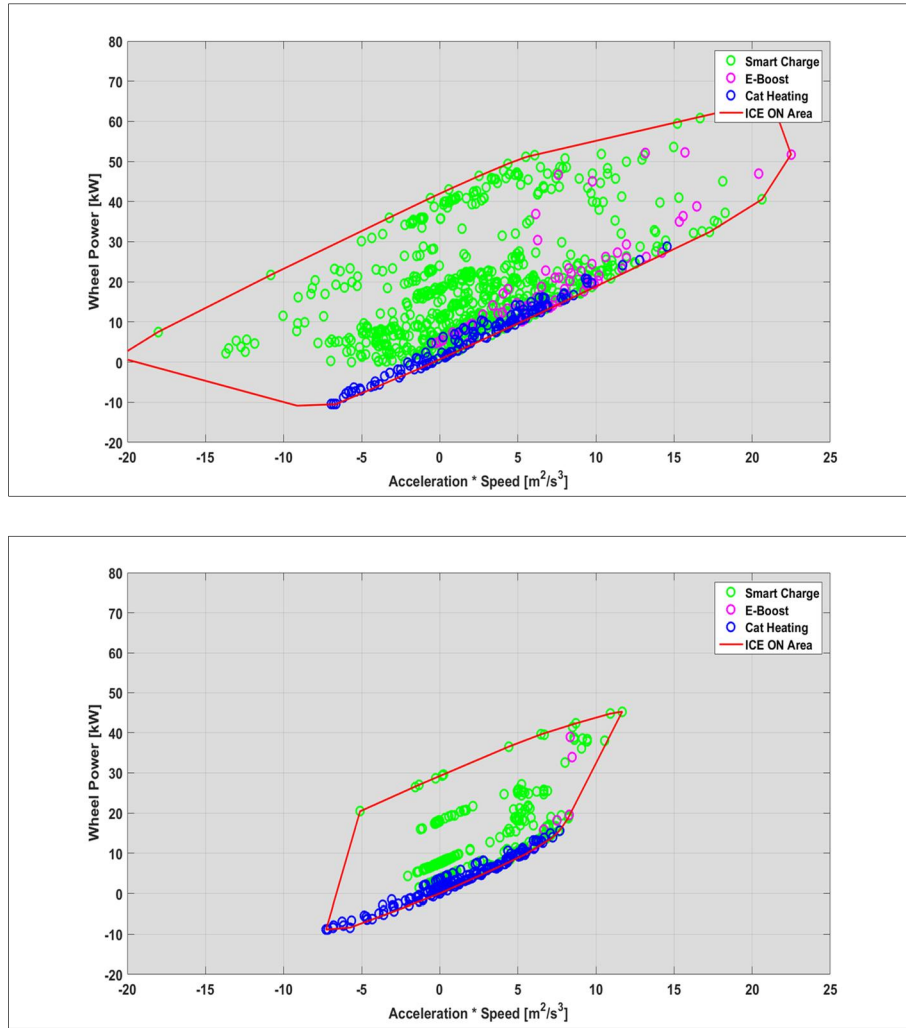 80
70
60
50
40
30
20
10
0
-10
-20
Wheel Power [kW]
Smart Charge
E-Boost
Cat Heating
ICE ON Area
-20 -15 -10 -5 0 5 10 15 20 25
Acceleration * Speed [m²/s³]
80
70
60
50
40
30
20
10
0
-10
-20
Wheel Power [kW]
Smart Charge
E-Boost
Cat Heating
ICE ON Area
-20 -15 -10 -5 0 5 10 15 20 25
Acceleration * Speed [m²/s³]